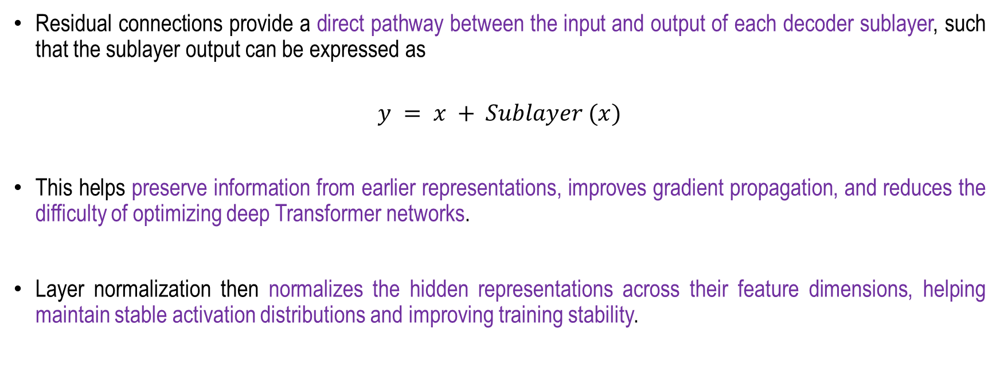 • Residual connections provide a direct pathway between the input and output of each decoder sublayer, such
that the sublayer output can be expressed as
y = x + Sublayer (x)
• This helps preserve information from earlier representations, improves gradient propagation, and reduces the
difficulty of optimizing deep Transformer networks.
• Layer normalization then normalizes the hidden representations across their feature dimensions, helping
maintain stable activation distributions and improving training stability.